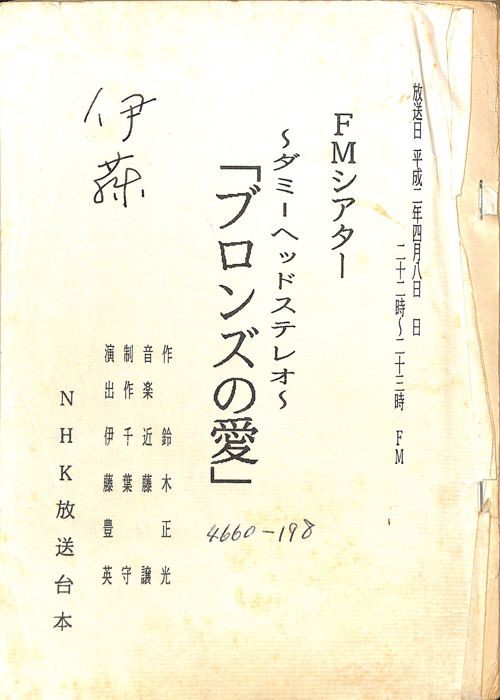 放送日 平成二年四月八日 日
二十二時～二十三時 FM
FMシアター
～ダミーヘッドステレオ～
「ブロンズの愛」
作 鈴木正光
音楽 近藤譲
制作 千葉守
演出 伊藤豊英
NHK放送台本
伊藤
4660-198